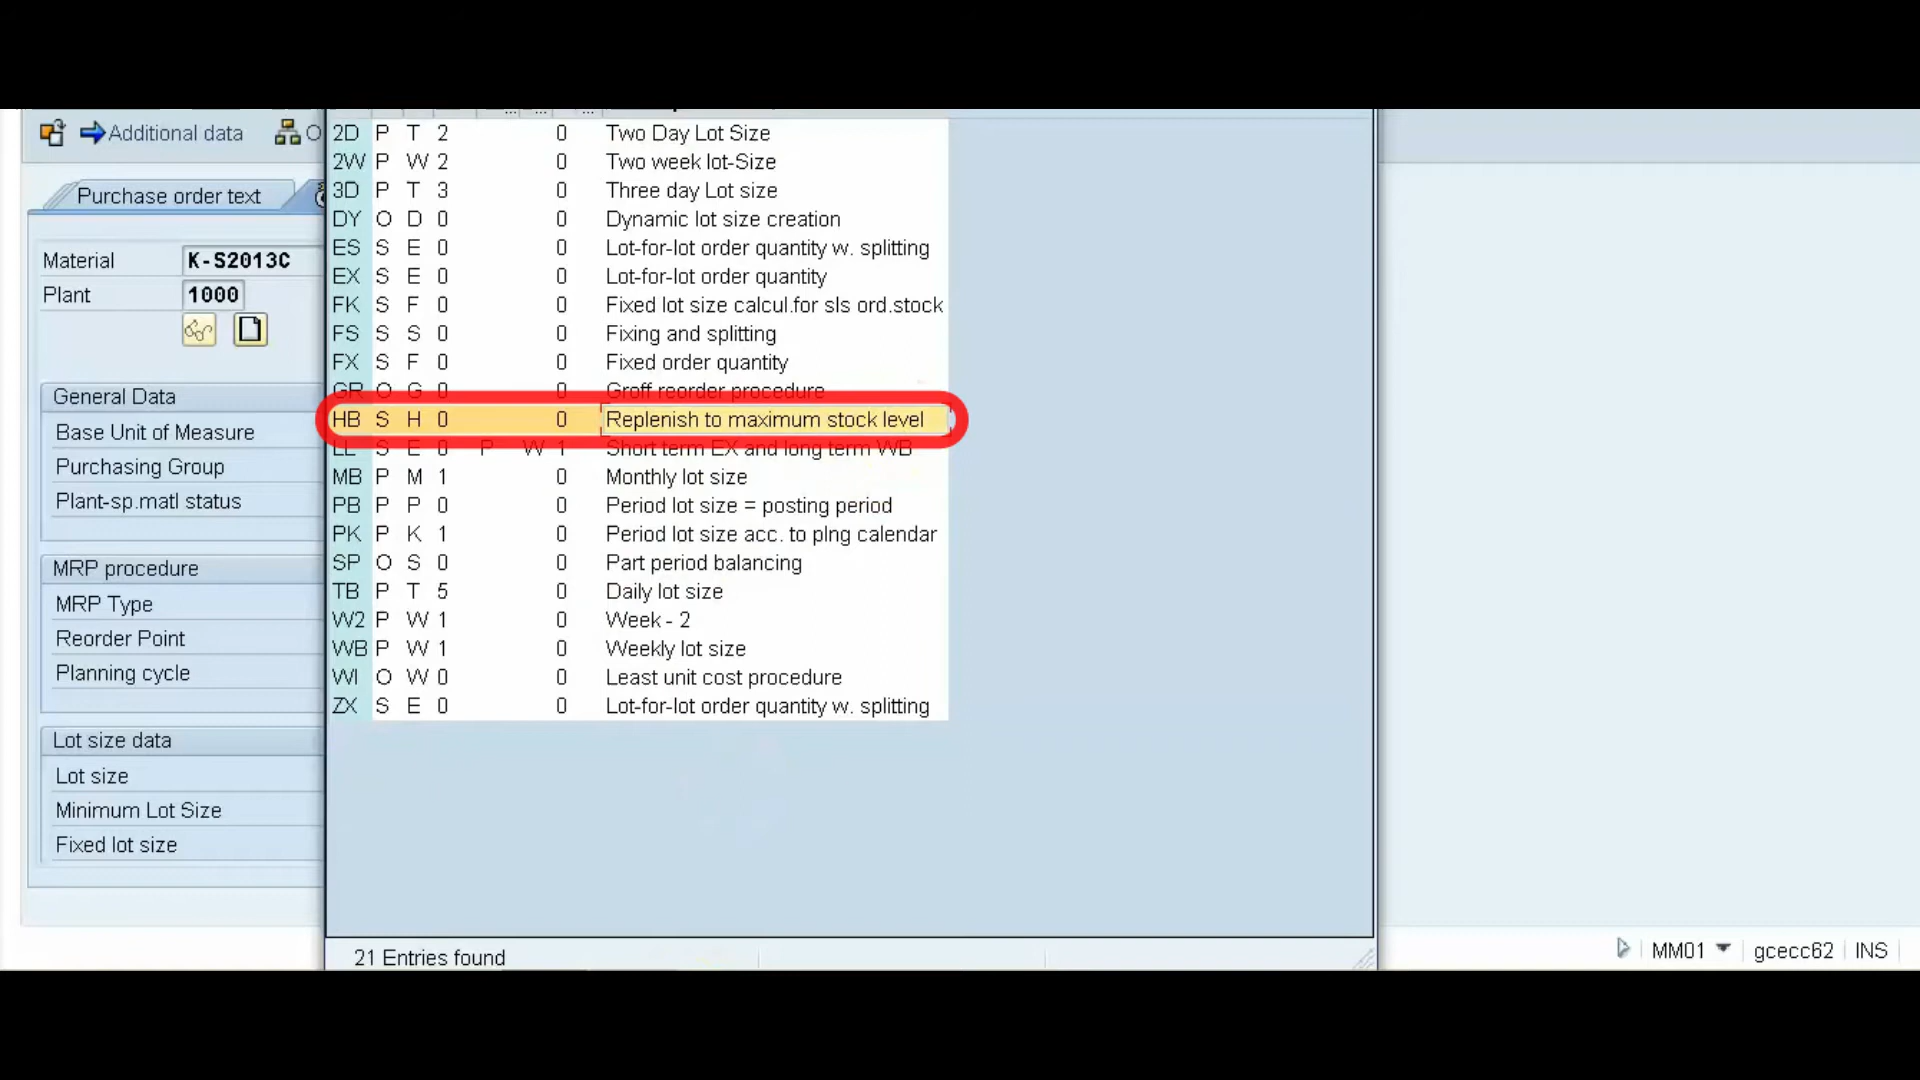 Additional data
Purchase order text
Material K-S2013C
Plant 1000
General Data
Base Unit of Measure
Purchasing Group
Plant-sp.matl status
MRP procedure
MRP Type
Reorder Point
Planning cycle
Lot size data
Lot size
Minimum Lot Size
Fixed lot size
2D P T 2 0 Two Day Lot Size
2W P W 2 0 Two week lot-Size
3D P T 3 0 Three day Lot size
DY O D 0 0 Dynamic lot size creation
ES S E 0 0 Lot-for-lot order quantity w. splitting
EX S E 0 0 Lot-for-lot order quantity
FK S F 0 0 Fixed lot size calcul.for sls ord.stock
FS S S 0 0 Fixing and splitting
FX S F 0 0 Fixed order quantity
GR O G 0 0 Groff reorder procedure
HB S H 0 0 Replenish to maximum stock level
LL S E 0 P W 1 Short term EX and long term WB
MB P M 1 0 Monthly lot size
PB P P 0 0 Period lot size = posting period
PK P K 1 0 Period lot size acc. to plng calendar
SP O S 0 0 Part period balancing
TB P T 5 0 Daily lot size
W2 P W 1 0 Week - 2
WB P W 1 0 Weekly lot size
WI O W 0 0 Least unit cost procedure
ZX S E 0 0 Lot-for-lot order quantity w. splitting
21 Entries found
MM01 gcecc62 INS